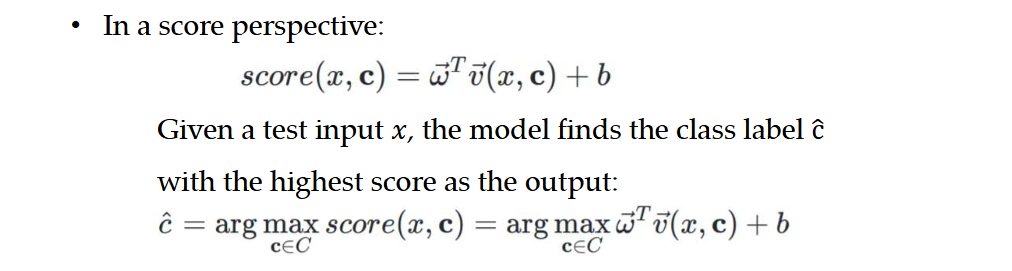 • In a score perspective:
score(x, c) = ω⃗ᵀv⃗(x, c) + b
Given a test input x, the model finds the class label ĉ
with the highest score as the output:
ĉ = arg max score(x, c) = arg max ω⃗ᵀv⃗(x, c) + b
c∈C c∈C